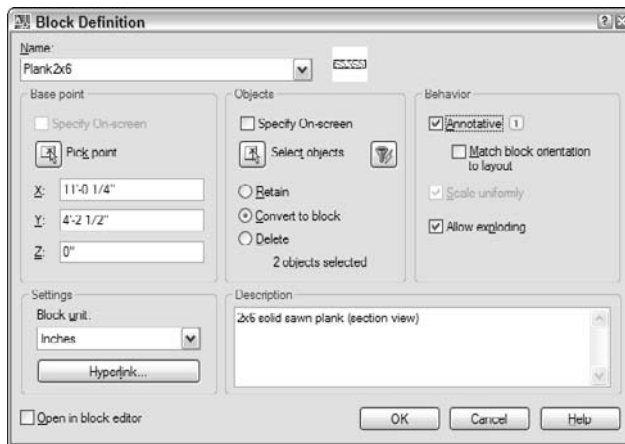 Block Definition
Name:
Plank2x6
Base point
Specify On-screen
Pick point
X: 11'-0 1/4"
Y: 4'-2 1/2"
Z: 0"
Objects
Specify On-screen
Select objects
Retain
Convert to block
Delete
2 objects selected
Behavior
Annotative
Match block orientation
to layout
Scale uniformly
Allow exploding
Settings
Block unit:
Inches
Hyperlink...
Description
2x6 solid sawn plank (section view)
Open in block editor
OK
Cancel
Help